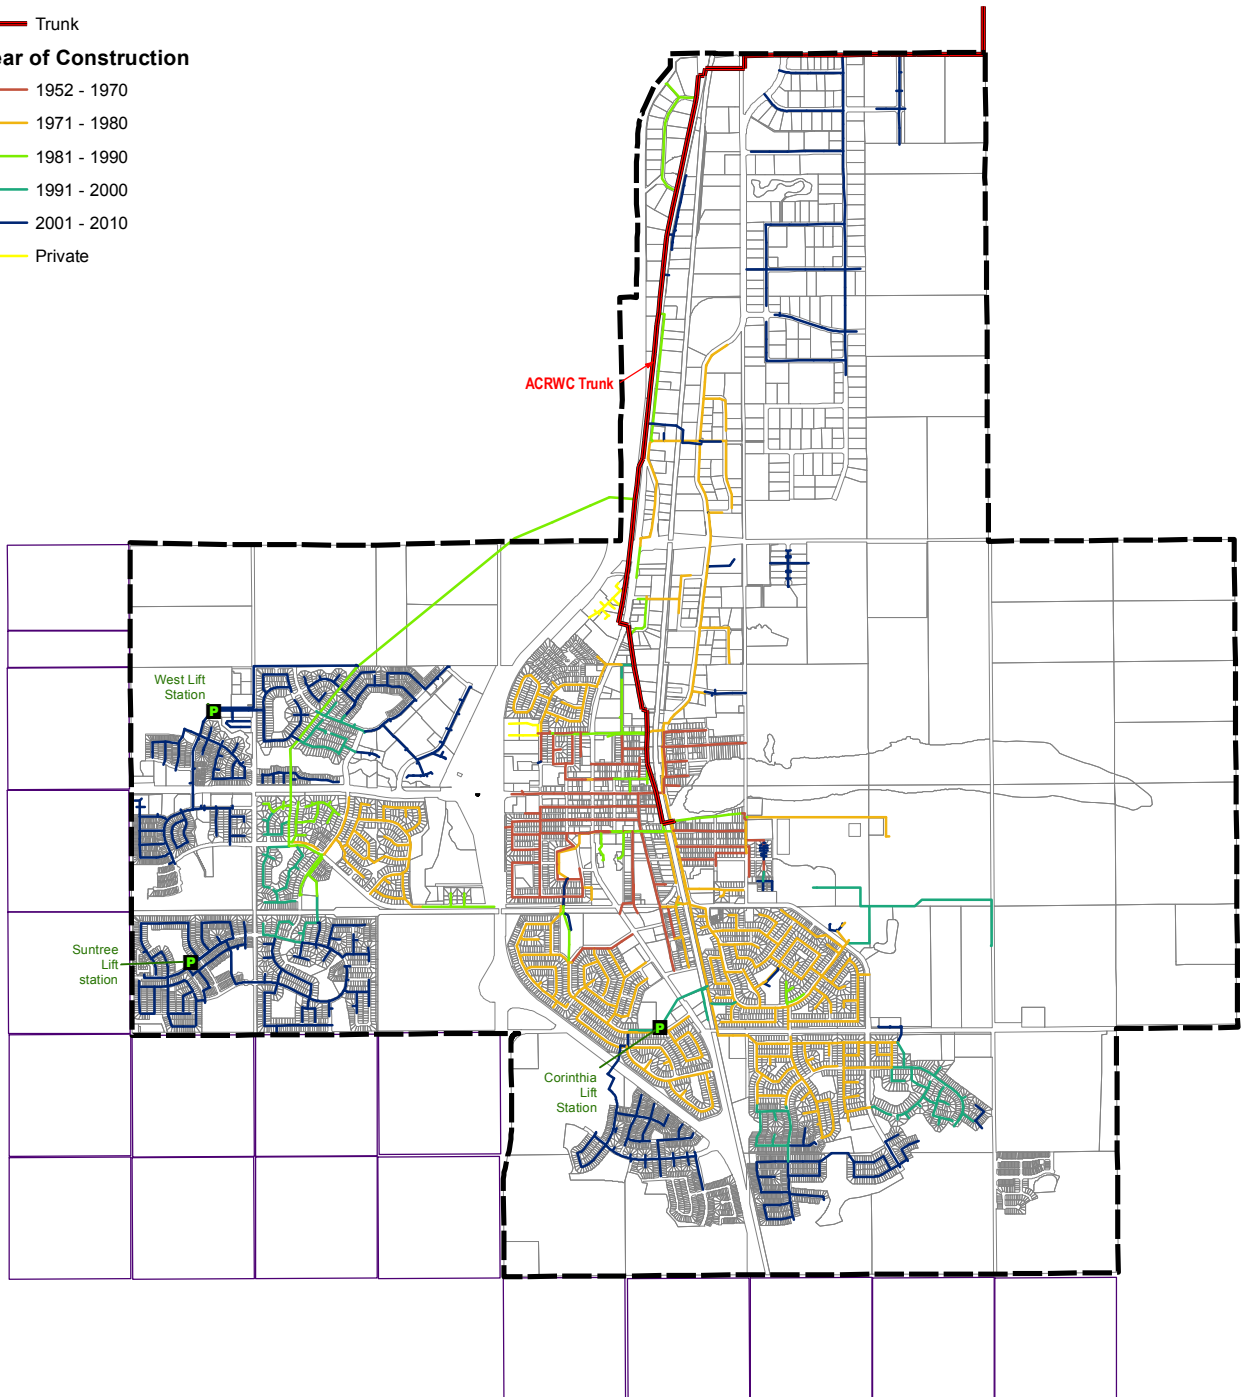 Trunk
ear of Construction
1952 - 1970
1971 - 1980
1981 - 1990
1991 - 2000
2001 - 2010
Private
ACRWC Trunk
West Lift
Station
P
Suntree
Lift
station
P
P
Corinthia
Lift
Station